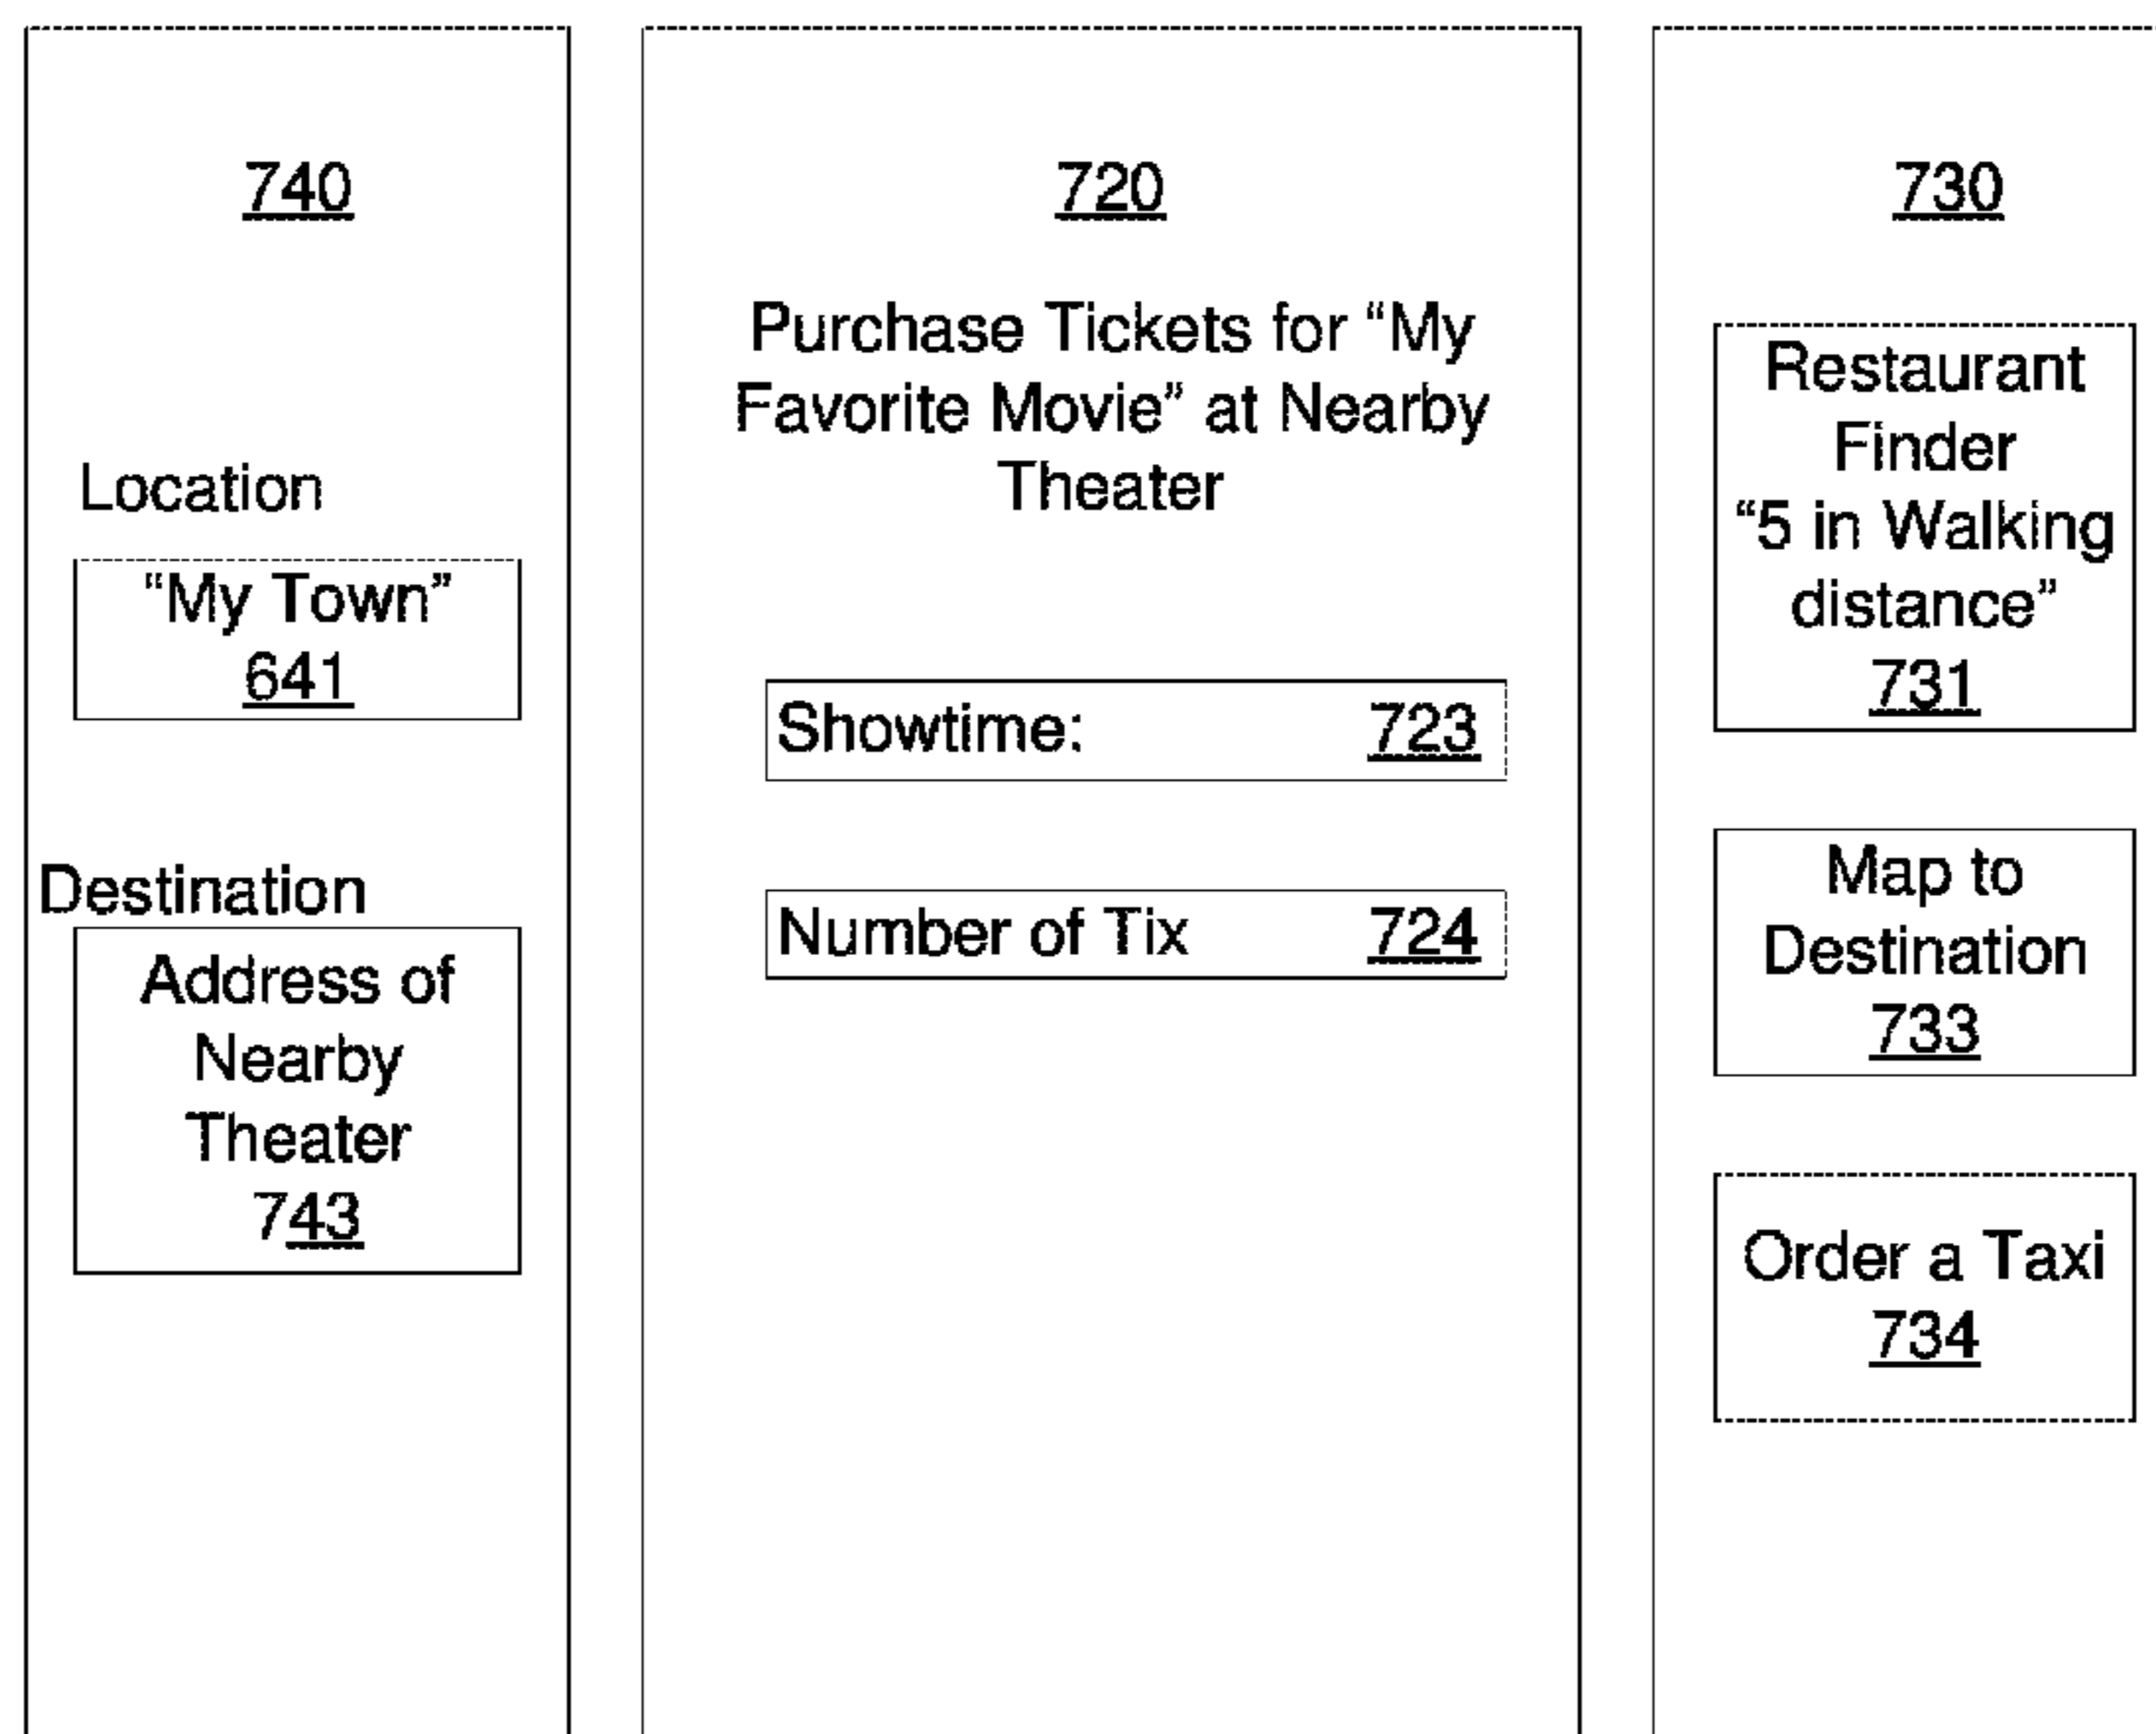 740
Location
“My Town”
641
Destination
Address of
Nearby
Theater
743
720
Purchase Tickets for “My
Favorite Movie” at Nearby
Theater
Showtime: 723
Number of Tix 724
730
Restaurant
Finder
“5 in Walking
distance”
731
Map to
Destination
733
Order a Taxi
734